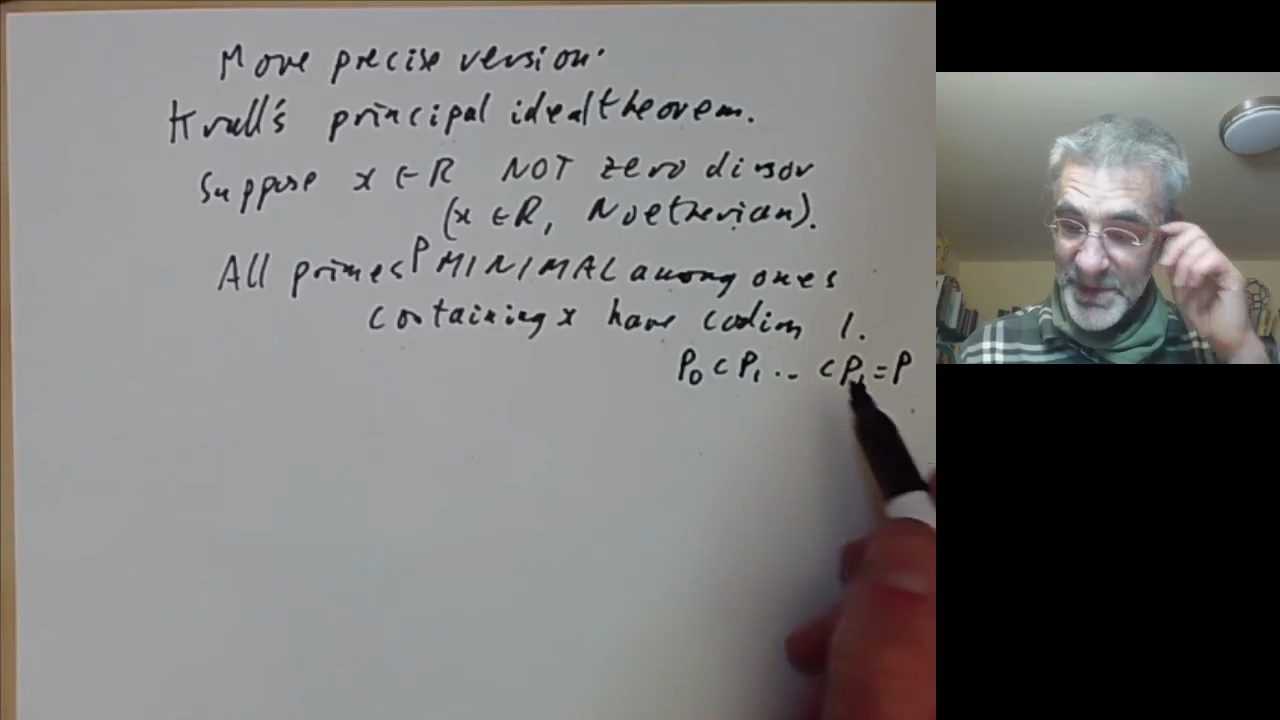 More precise version.
Krull's principal ideal theorem.
Suppose x ∈ R NOT zero divisor
(x ∈ R, Noetherian).
All primes P MINIMAL among ones
containing x have codim 1.
P₀ ⊂ P₁ .. ⊂ P₁ = P